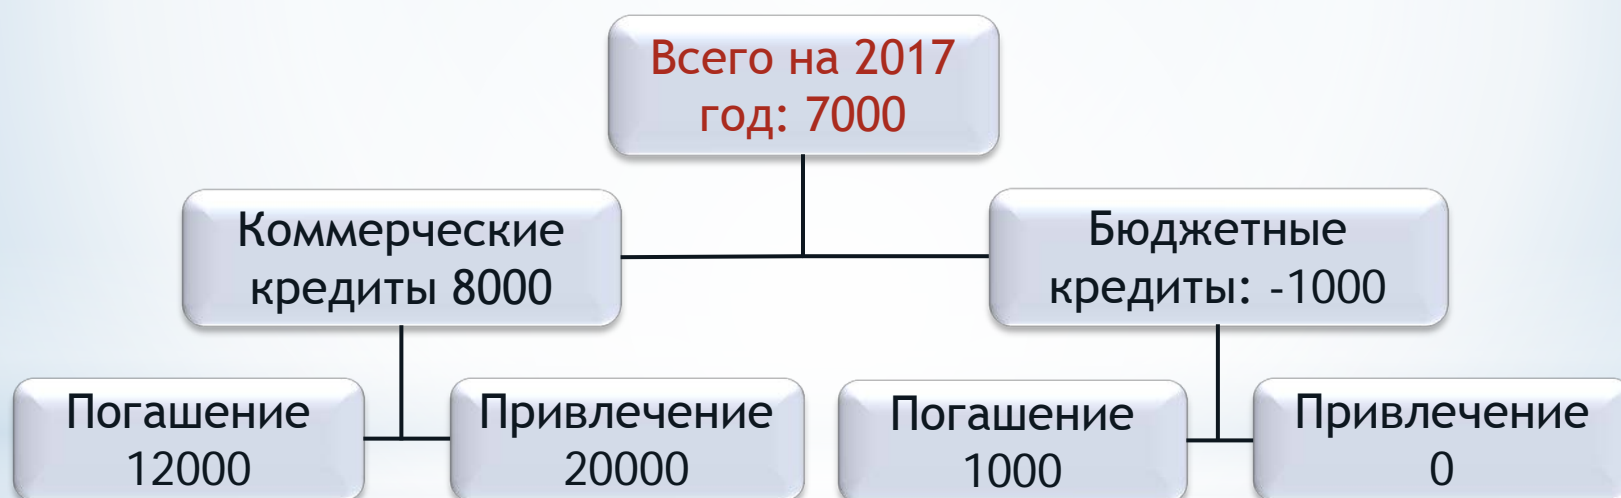 Всего на 2017
год: 7000
Коммерческие
кредиты 8000
Бюджетные
кредиты: -1000
Погашение
12000
Привлечение
20000
Погашение
1000
Привлечение
0